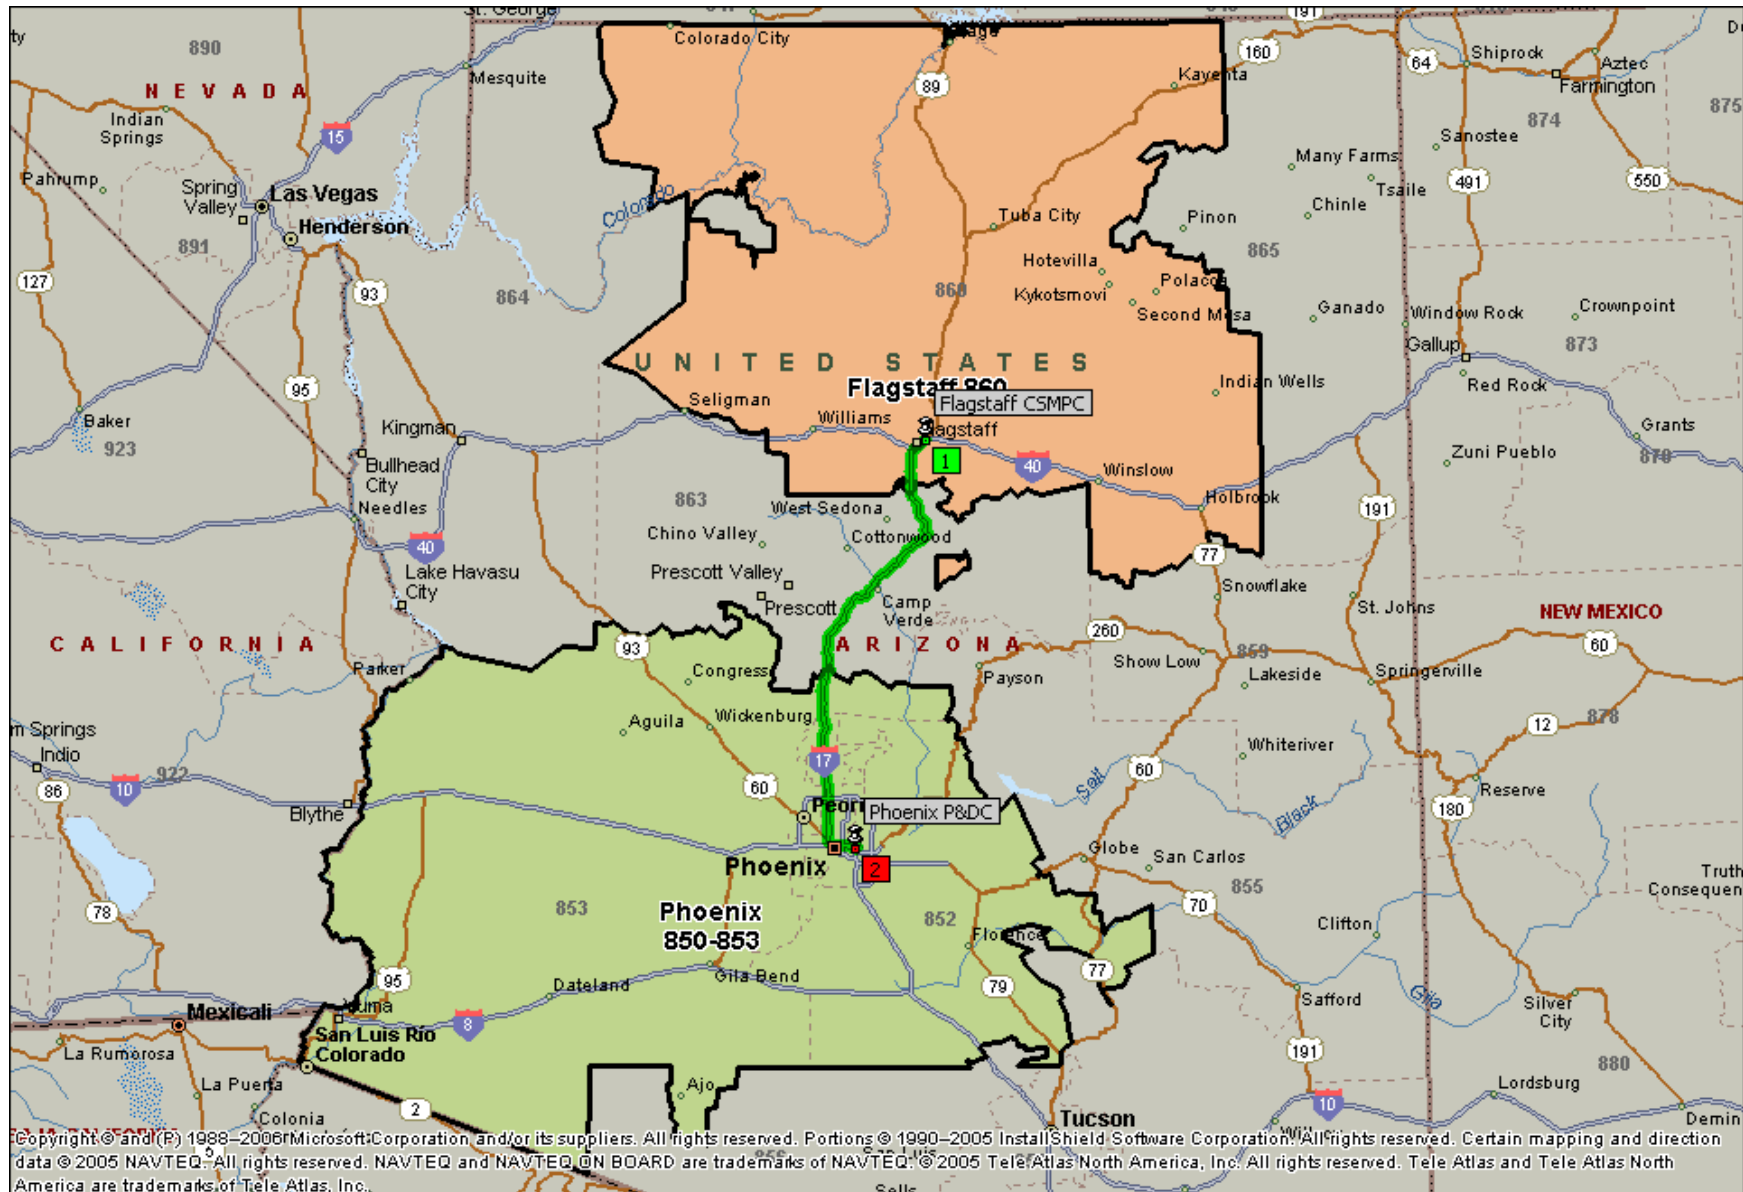 St. George
890
Colorado City
191
160
NEVADA
Mesquite
89
Kayenta
64
Shiprock
Aztec
Farmington
875
Indian
Springs
15
874
Sanostee
Many Farms
Pahrump
Spring
Valley
Las Vegas
Tsaile
491
550
Colorado
Chinle
Tuba City
Pinon
Henderson
891
865
Hotevilla
127
93
864
860
Kykotsmovi
Second Mesa
Ganado
Window Rock
Crownpoint
Gallup
873
UNITED STATES
Flagstaff 860
Flagstaff CSMPC
Indian Wells
Red Rock
95
Seligman
Baker
Williams
Kingman
Grants
923
1
40
Winslow
Zuni Pueblo
870
Bullhead
City
863
Holbrook
Needles
West Sedona
191
Chino Valley
Cottonwood
40
77
Lake Havasu
City
Prescott Valley
Snowflake
Prescott
Camp
Verde
St. Johns
NEW MEXICO
CALIFORNIA
93
ARIZONA
260
60
Parker
Congress
Show Low
859
Payson
Lakeside
Springerville
Aguila
Wickenburg
12
878
Indio
Whiteriver
17
922
10
86
60
60
Salt
Reserve
Blythe
Phoenix P&DC
Black
180
Phoenix
2
Globe
San Carlos
855
78
853
Phoenix
850-853
852
70
Clifton
Florence
95
Gila Bend
77
Dateland
79
Safford
Gila
Silver
City
Mexicali
8
San Luis Río
Colorado
La Rumorosa
191
880
La Puerta
Ajo
Lordsburg
2
10
Colonia
Tucson
Copyright © and (P) 1988–2006 Microsoft Corporation and/or its suppliers. All rights reserved. Portions © 1990–2005 InstallShield Software Corporation. All rights reserved. Certain mapping and direction
data © 2005 NAVTEQ. All rights reserved. NAVTEQ and NAVTEQ ON BOARD are trademarks of NAVTEQ. © 2005 Tele Atlas North America, Inc. All rights reserved. Tele Atlas and Tele Atlas North
America are trademarks of Tele Atlas, Inc.